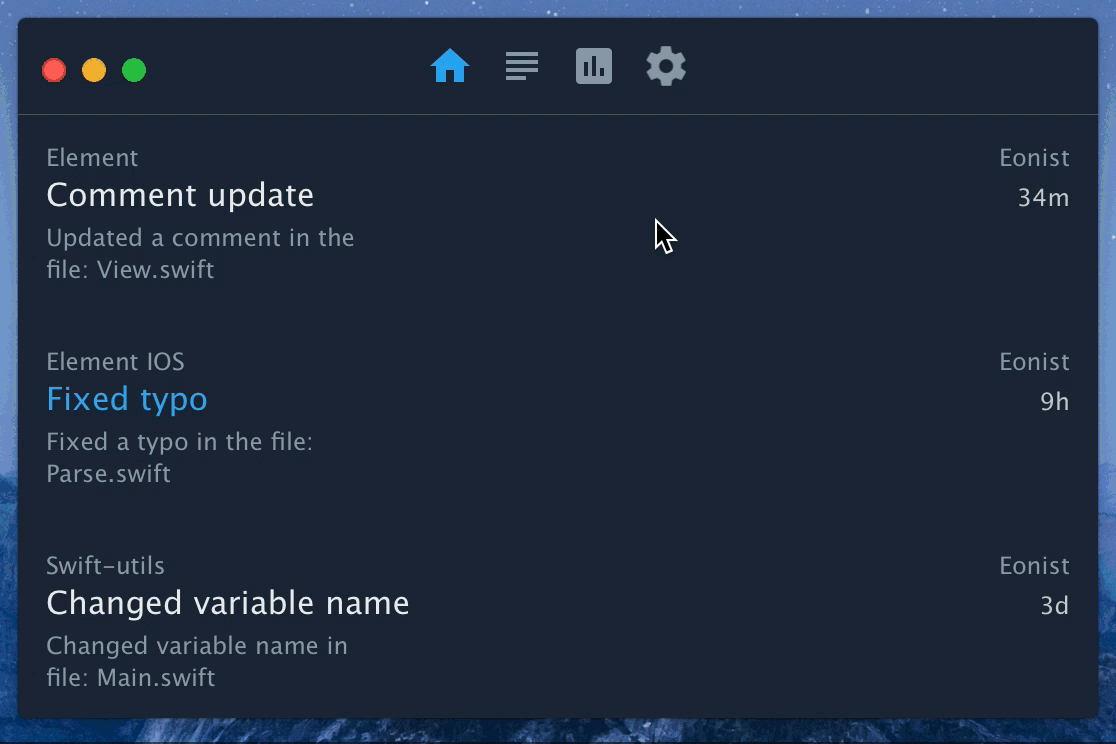 Element
Eonist
Comment update
34m
Updated a comment in the
file: View.swift
Element IOS
Eonist
Fixed typo
9h
Fixed a typo in the file:
Parse.swift
Swift-utils
Eonist
Changed variable name
3d
Changed variable name in
file: Main.swift